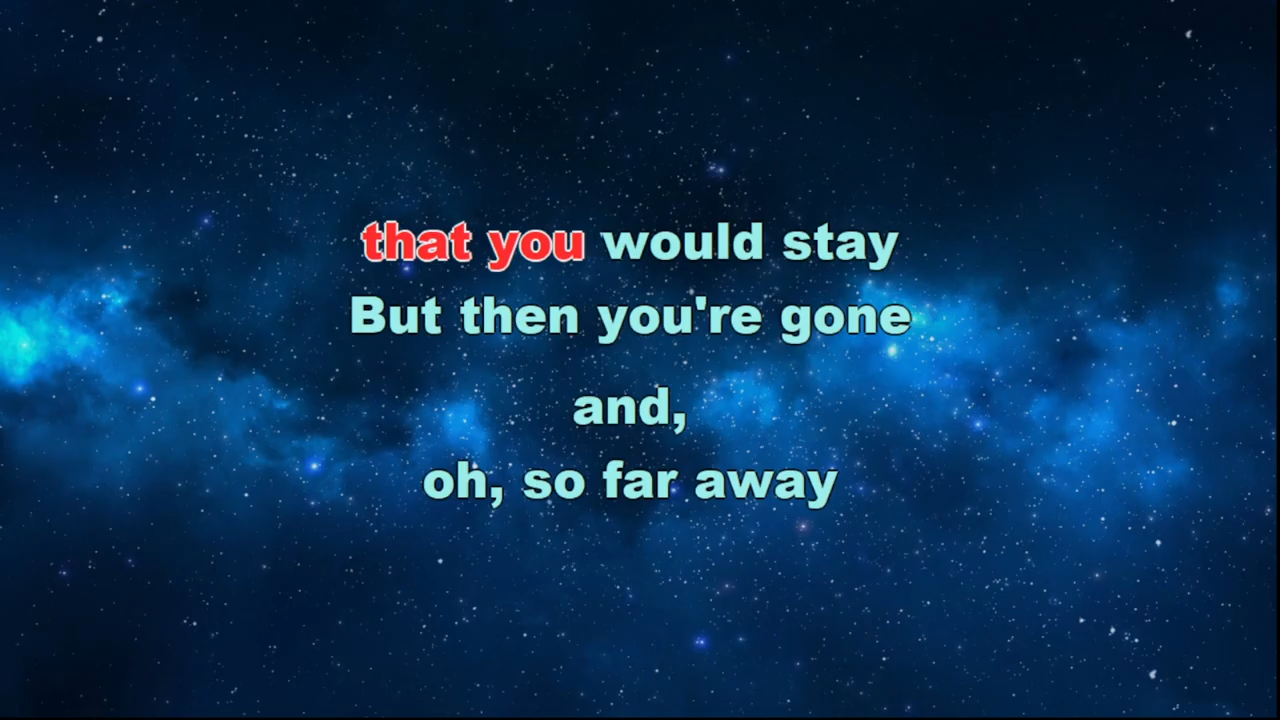 that you would stay
But then you're gone
and,
oh, so far away